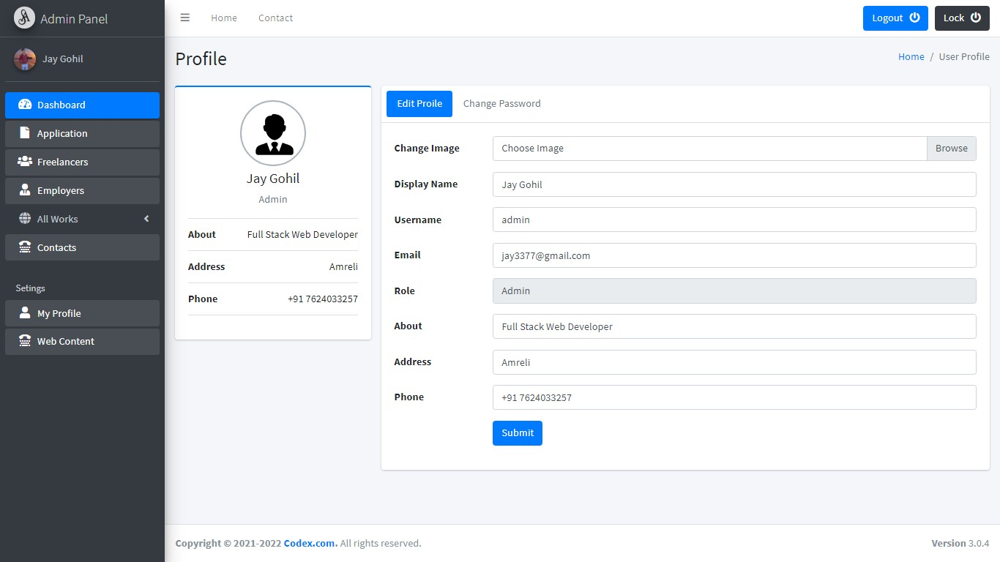 Admin Panel
Home
Contact
Logout
Lock
Jay Gohil
Profile
Home / User Profile
Dashboard
Application
Freelancers
Employers
All Works
Contacts
Setings
My Profile
Web Content
Jay Gohil
Admin
About Full Stack Web Developer
Address Amreli
Phone +91 7624033257
Edit Proile
Change Password
Change Image Choose Image Browse
Display Name Jay Gohil
Username admin
Email jay3377@gmail.com
Role Admin
About Full Stack Web Developer
Address Amreli
Phone +91 7624033257
Submit
Copyright © 2021-2022 Codex.com. All rights reserved.
Version 3.0.4